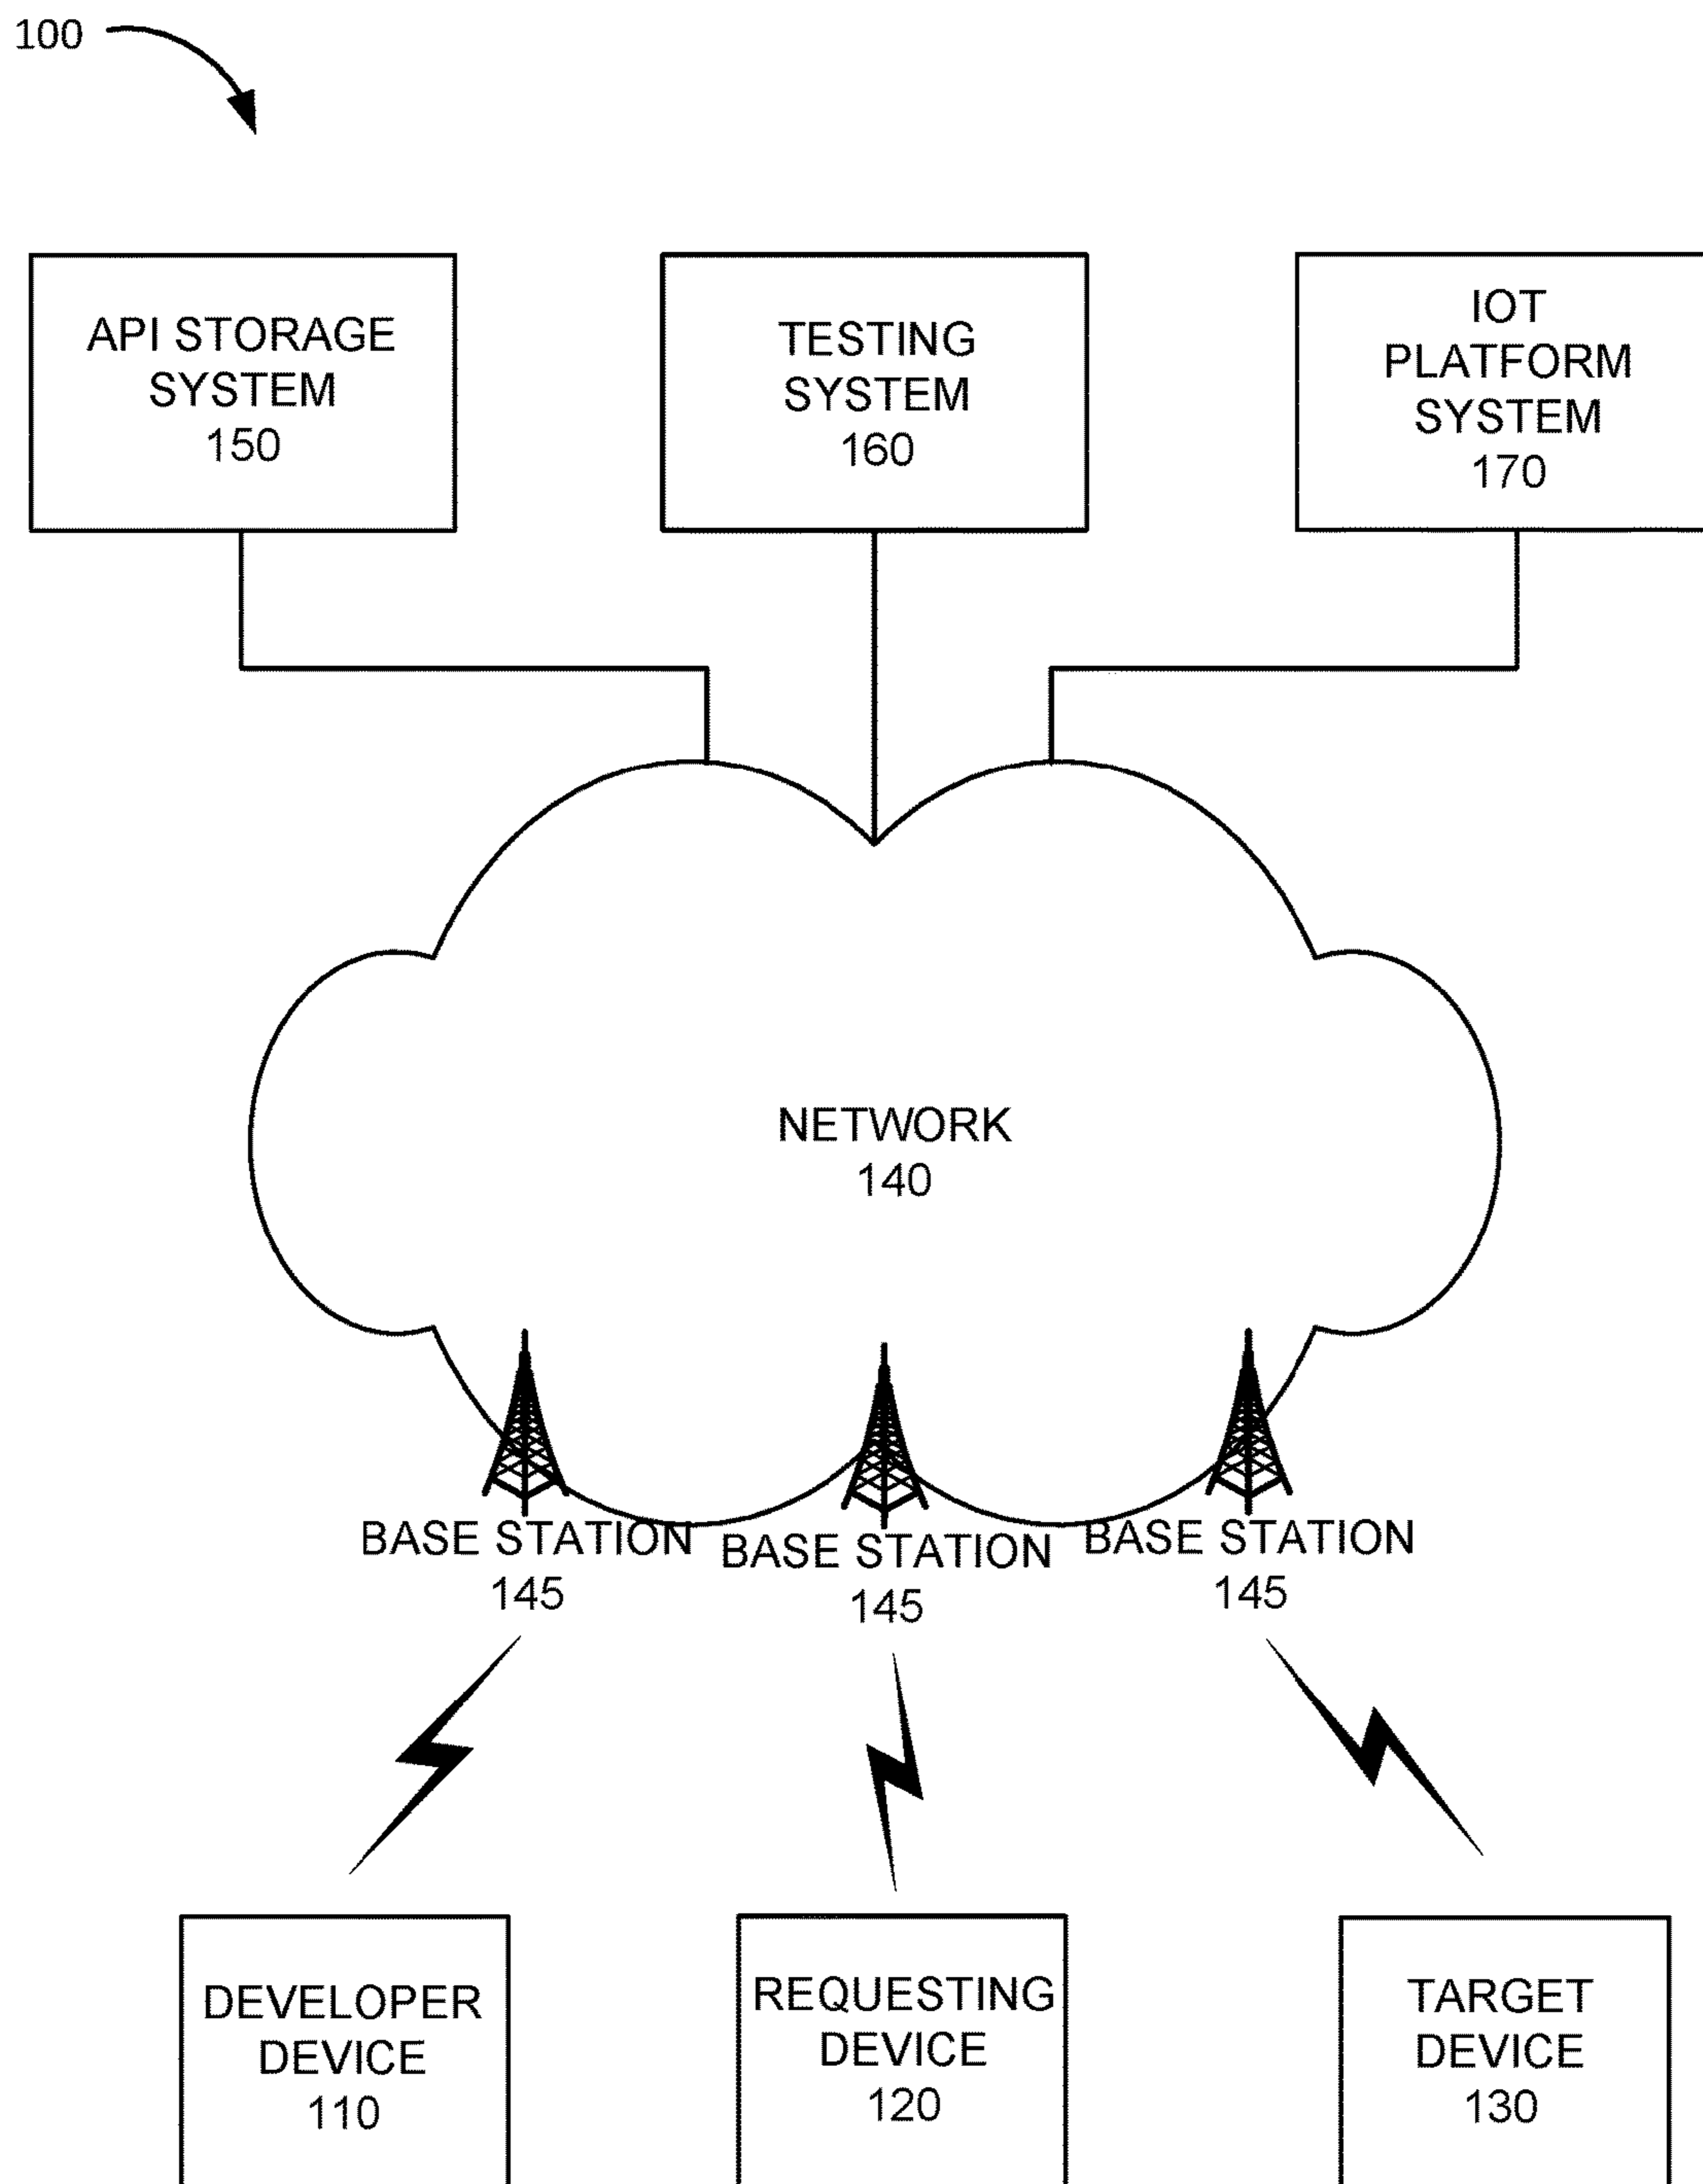 100
API STORAGE
SYSTEM
150
TESTING
SYSTEM
160
IOT
PLATFORM
SYSTEM
170
NETWORK
140
BASE STATION
145
BASE STATION
145
BASE STATION
145
DEVELOPER
DEVICE
110
REQUESTING
DEVICE
120
TARGET
DEVICE
130